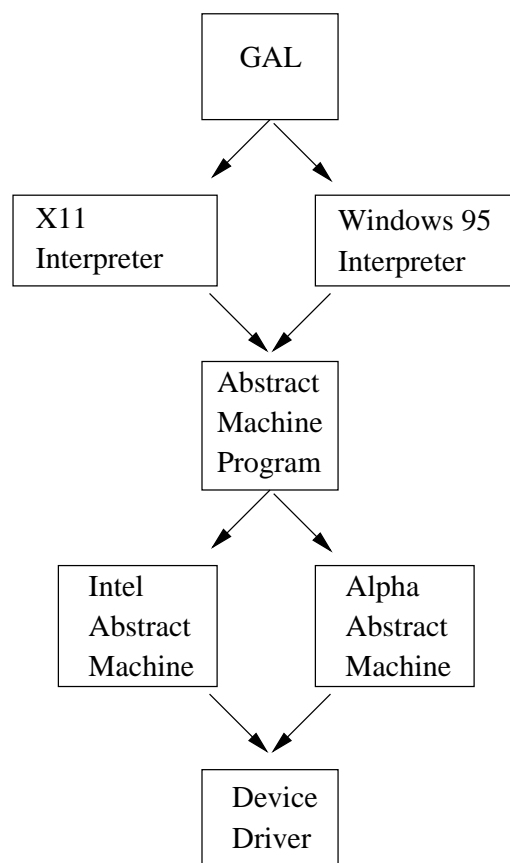 GAL
X11
Interpreter
Windows 95
Interpreter
Abstract
Machine
Program
Intel
Abstract
Machine
Alpha
Abstract
Machine
Device
Driver